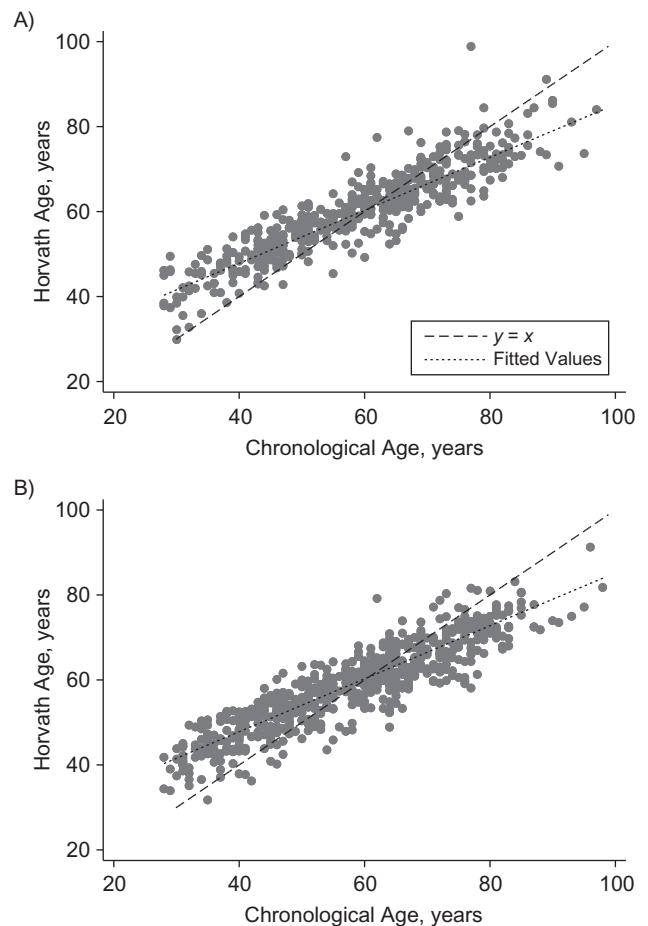 A)
100
80
60
40
20
Horvath Age, years
y = x
Fitted Values
20 40 60 80 100
Chronological Age, years
B)
100
80
60
40
20
Horvath Age, years
20 40 60 80 100
Chronological Age, years